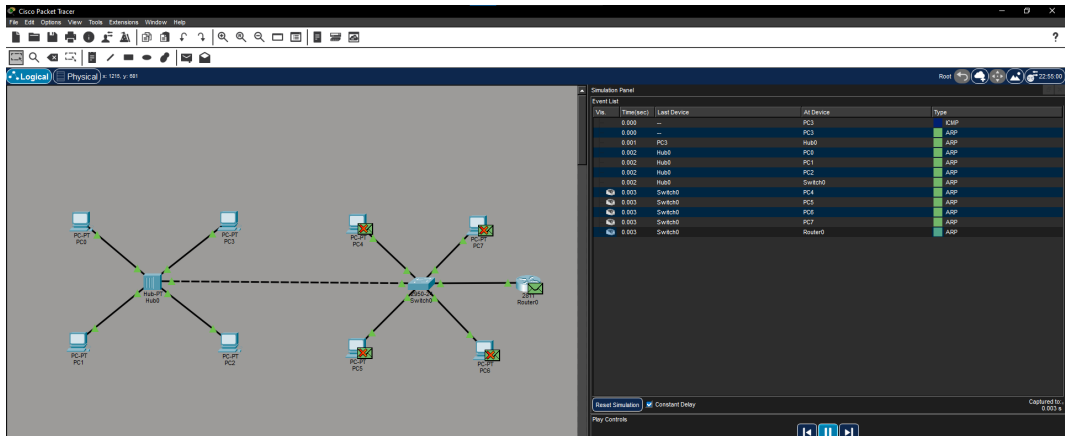 Cisco Packet Tracer
File Edit Options View Tools Extensions Window Help
?
Logical Physical x: 1215, y: 601 Root 22:55:00
Simulation Panel
Event List
Vis. Time(sec) Last Device At Device Type
0.000 -- PC3 ICMP
0.000 -- PC3 ARP
0.001 PC3 Hub0 ARP
0.002 Hub0 PC0 ARP
0.002 Hub0 PC1 ARP
0.002 Hub0 PC2 ARP
0.002 Hub0 Switch0 ARP
0.003 Switch0 PC4 ARP
0.003 Switch0 PC5 ARP
0.003 Switch0 PC6 ARP
0.003 Switch0 PC7 ARP
0.003 Switch0 Router0 ARP
PC-PT
PC0
PC-PT
PC3
PC-PT
PC4
PC-PT
PC7
Hub-PT
Hub0
Switch0
2811
Router0
PC-PT
PC1
PC-PT
PC2
PC-PT
PC5
PC-PT
PC6
Reset Simulation Constant Delay Captured to:
0.003 s
Play Controls